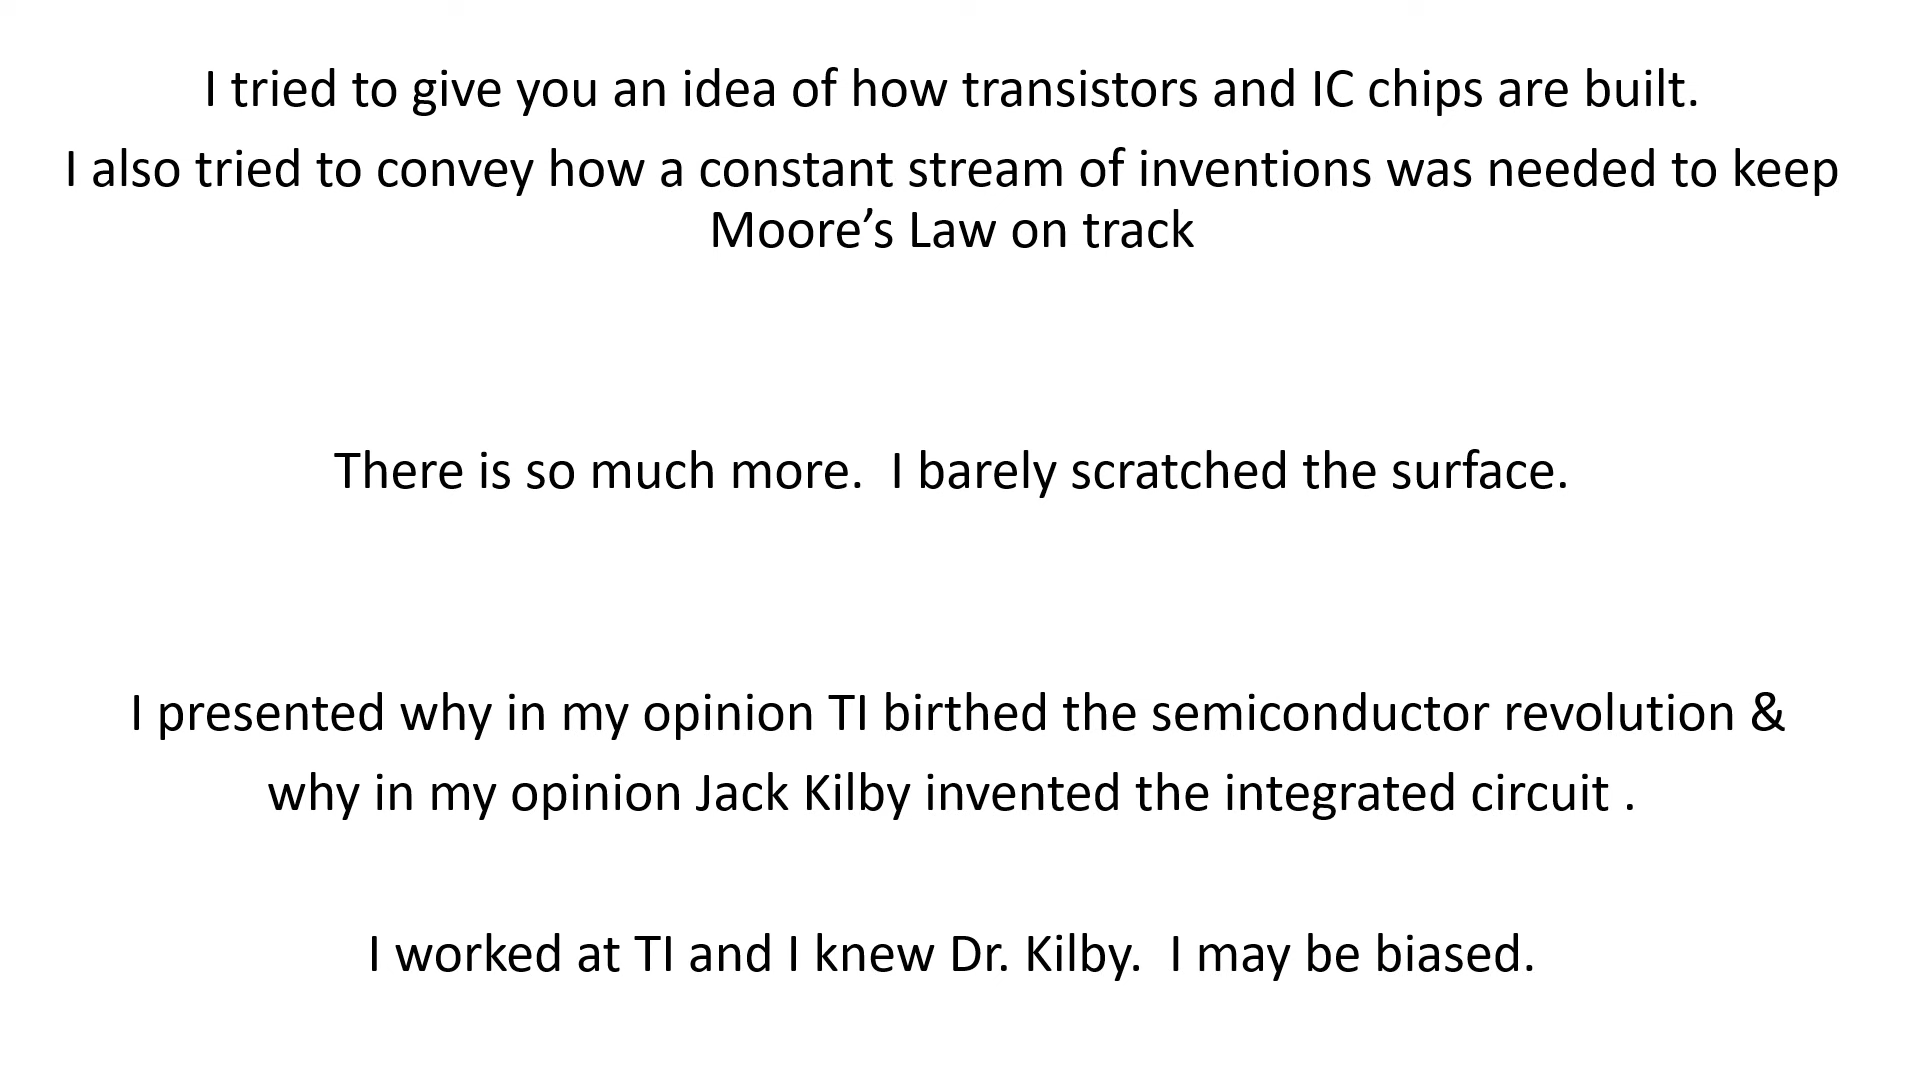 I tried to give you an idea of how transistors and IC chips are built.
I also tried to convey how a constant stream of inventions was needed to keep
Moore’s Law on track
There is so much more.  I barely scratched the surface.
I presented why in my opinion TI birthed the semiconductor revolution &
why in my opinion Jack Kilby invented the integrated circuit .
I worked at TI and I knew Dr. Kilby.  I may be biased.